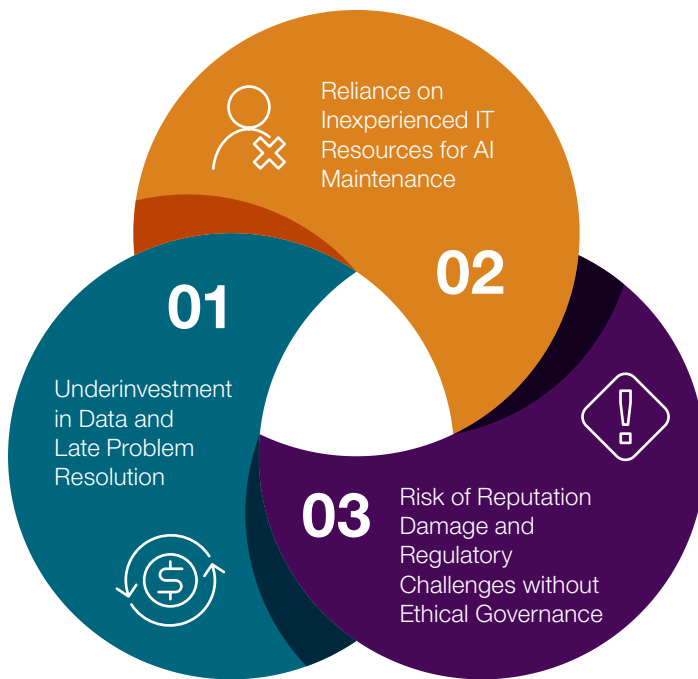 01
Underinvestment
in Data and
Late Problem
Resolution
Reliance on
Inexperienced IT
Resources for AI
Maintenance
02
03
Risk of Reputation
Damage and
Regulatory
Challenges without
Ethical Governance